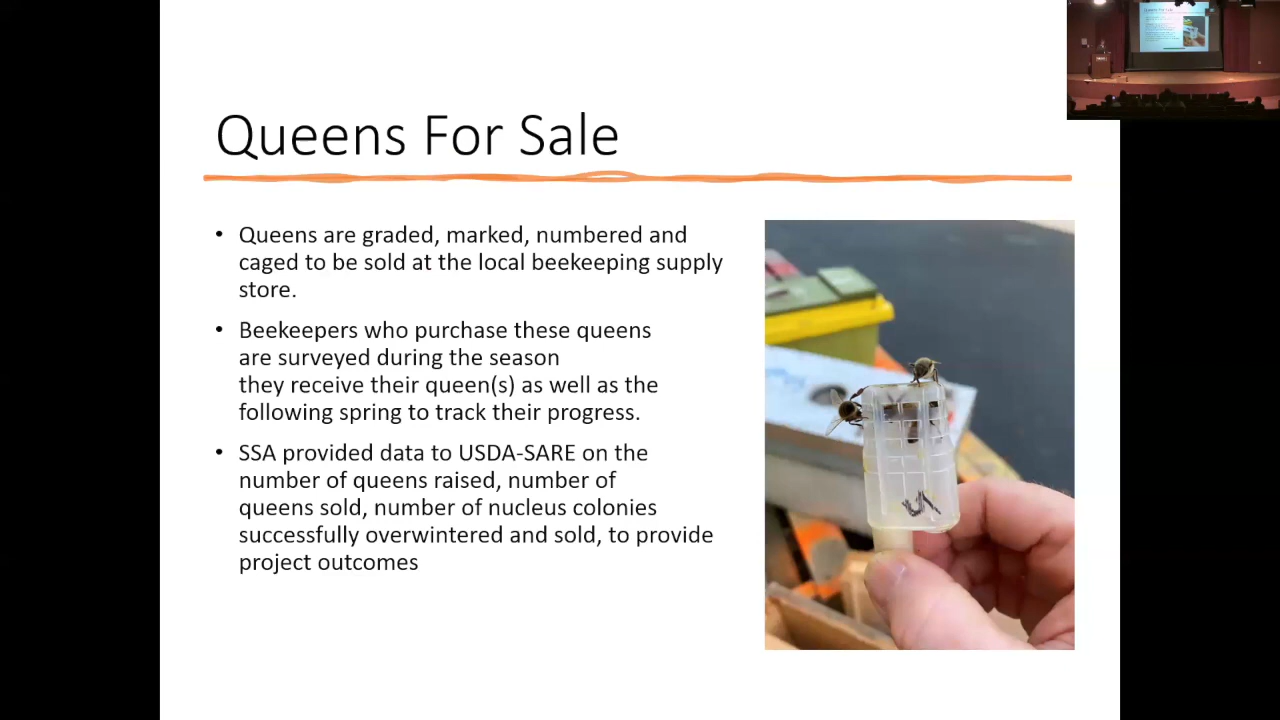 Queens For Sale
• Queens are graded, marked, numbered and
caged to be sold at the local beekeeping supply
store.
• Beekeepers who purchase these queens
are surveyed during the season
they receive their queen(s) as well as the
following spring to track their progress.
• SSA provided data to USDA-SARE on the
number of queens raised, number of
queens sold, number of nucleus colonies
successfully overwintered and sold, to provide
project outcomes